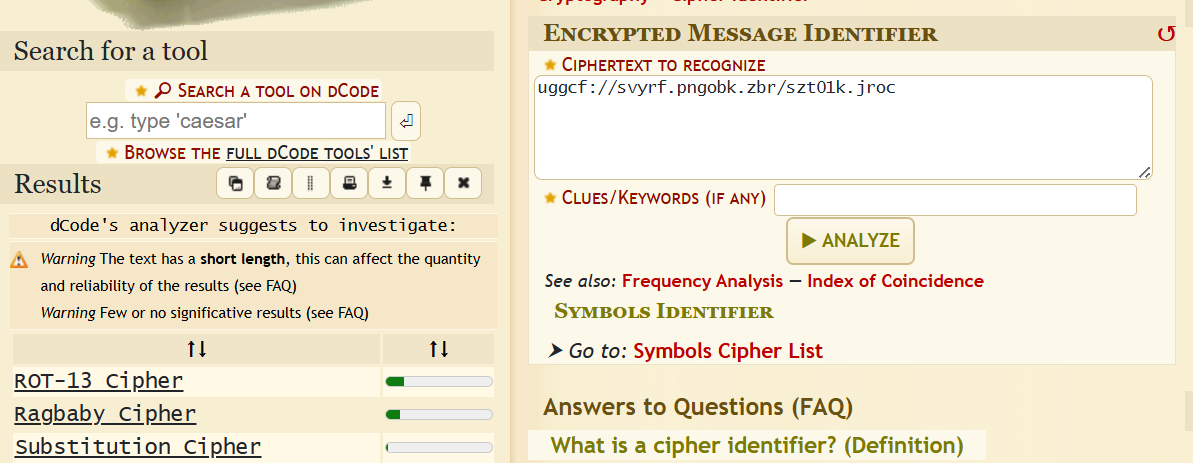 Search for a tool
SEARCH A TOOL ON DCODE
e.g. type 'caesar'
BROWSE THE FULL DCODE TOOLS' LIST
Results
dCode's analyzer suggests to investigate:
Warning The text has a short length, this can affect the quantity
and reliability of the results (see FAQ)
Warning Few or no significative results (see FAQ)
↑↓ ↑↓
ROT-13 Cipher
Ragbaby Cipher
Substitution Cipher
Cryptography — Cipher Identifier
ENCRYPTED MESSAGE IDENTIFIER
CIPHERTEXT TO RECOGNIZE
uggcf://svyrf.pngobk.zbr/szt01k.jroc
CLUES/KEYWORDS (IF ANY)
▶ ANALYZE
See also: Frequency Analysis — Index of Coincidence
SYMBOLS IDENTIFIER
➤ Go to: Symbols Cipher List
Answers to Questions (FAQ)
What is a cipher identifier? (Definition)